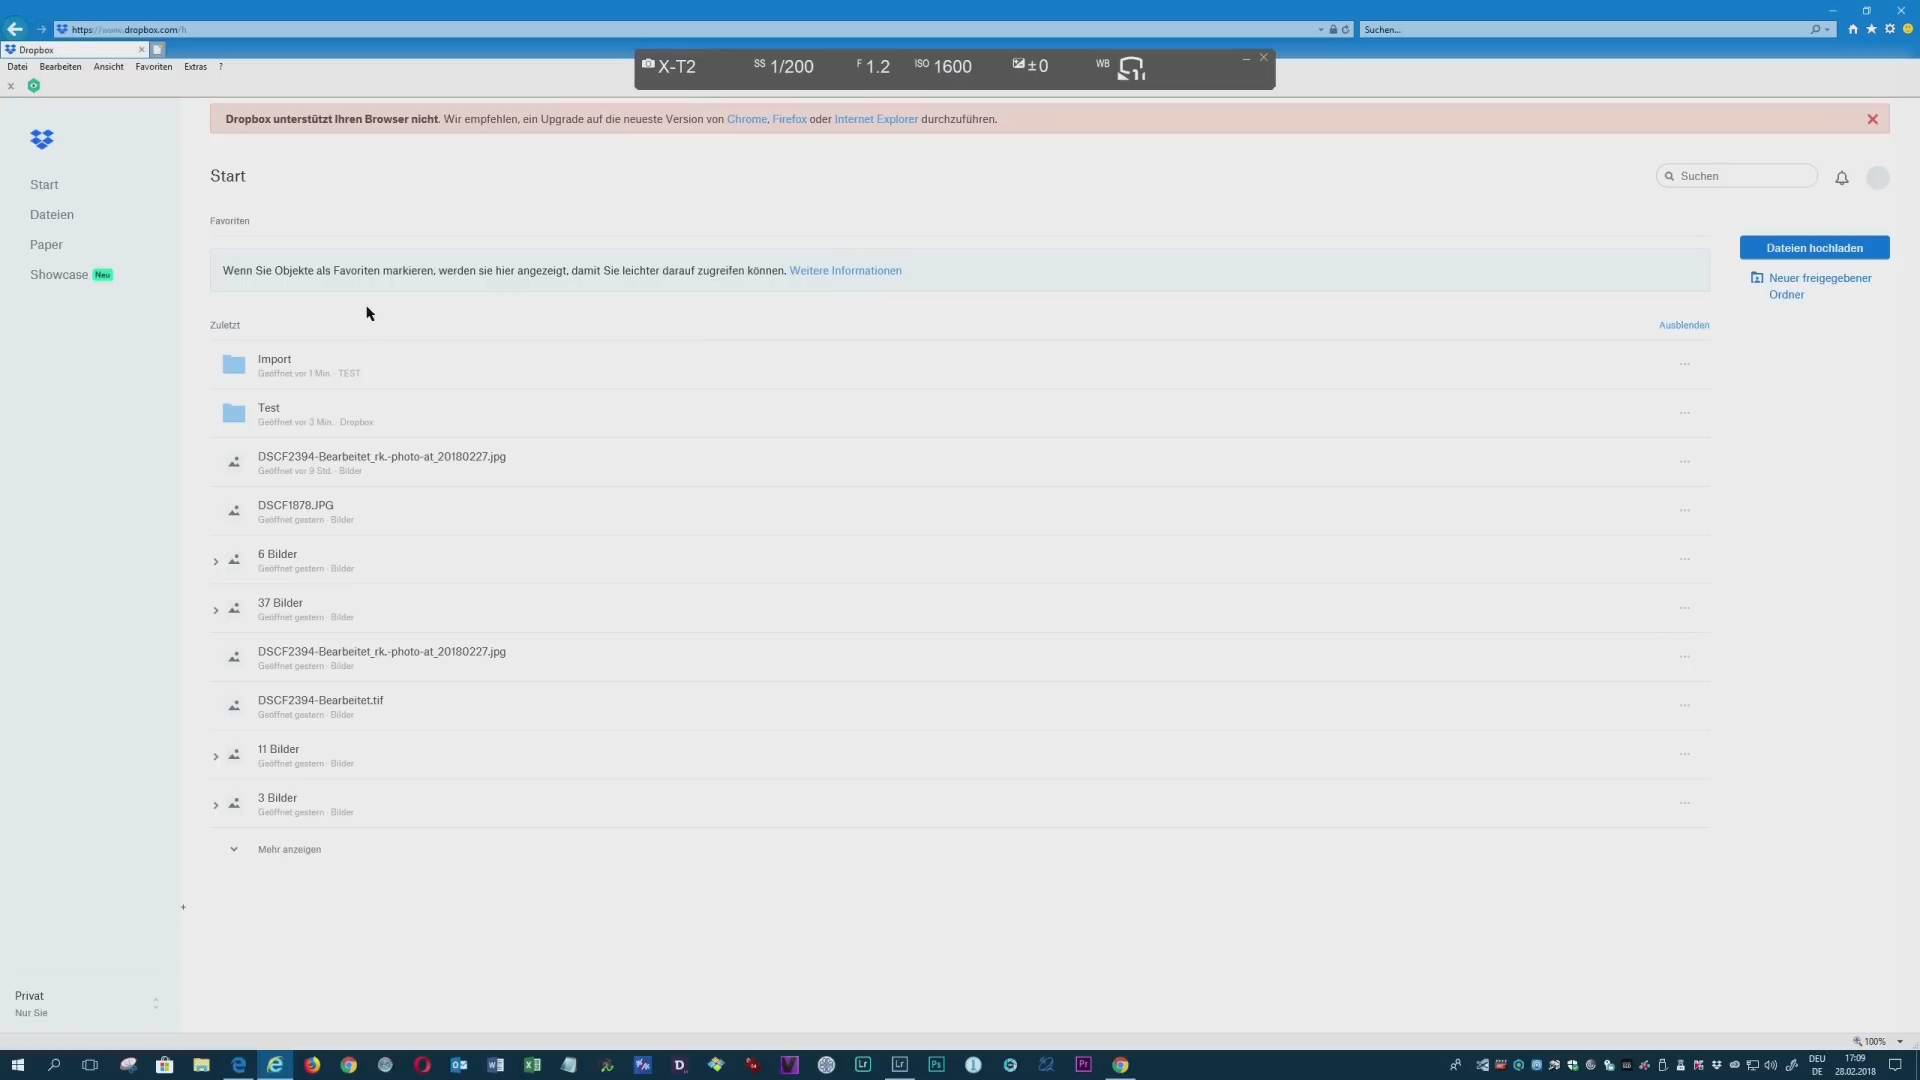 https://www.dropbox.com/h
Suchen...
Dropbox
Datei Bearbeiten Ansicht Favoriten Extras ?
X-T2 SS 1/200 F 1.2 ISO 1600 ±0 WB
Dropbox unterstützt Ihren Browser nicht. Wir empfehlen, ein Upgrade auf die neueste Version von Chrome, Firefox oder Internet Explorer durchzuführen.
Start
Dateien
Paper
Showcase Neu
Start
Suchen
Favoriten
Wenn Sie Objekte als Favoriten markieren, werden sie hier angezeigt, damit Sie leichter darauf zugreifen können. Weitere Informationen
Dateien hochladen
Neuer freigegebener
Ordner
Zuletzt
Ausblenden
Import
Geöffnet vor 1 Min. · TEST
Test
Geöffnet vor 3 Min. · Dropbox
DSCF2394-Bearbeitet_rk.-photo-at_20180227.jpg
Geöffnet vor 9 Std. · Bilder
DSCF1878.JPG
Geöffnet gestern · Bilder
6 Bilder
Geöffnet gestern · Bilder
37 Bilder
Geöffnet gestern · Bilder
DSCF2394-Bearbeitet_rk.-photo-at_20180227.jpg
Geöffnet gestern · Bilder
DSCF2394-Bearbeitet.tif
Geöffnet gestern · Bilder
11 Bilder
Geöffnet gestern · Bilder
3 Bilder
Geöffnet gestern · Bilder
Mehr anzeigen
Privat
Nur Sie
100%
Lr
Lr
Ps
Pr
DEU
DE
17:09
28.02.2018